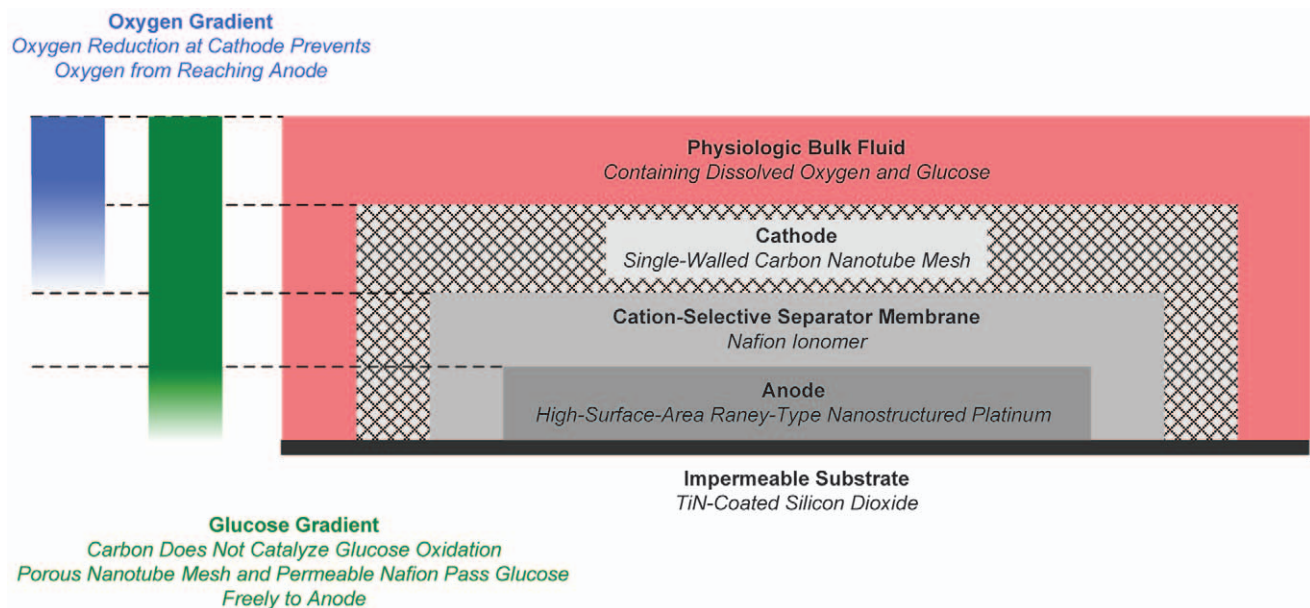 Oxygen Gradient
Oxygen Reduction at Cathode Prevents
Oxygen from Reaching Anode
Physiologic Bulk Fluid
Containing Dissolved Oxygen and Glucose
Cathode
Single-Walled Carbon Nanotube Mesh
Cation-Selective Separator Membrane
Nafion Ionomer
Anode
High-Surface-Area Raney-Type Nanostructured Platinum
Impermeable Substrate
TiN-Coated Silicon Dioxide
Glucose Gradient
Carbon Does Not Catalyze Glucose Oxidation
Porous Nanotube Mesh and Permeable Nafion Pass Glucose
Freely to Anode